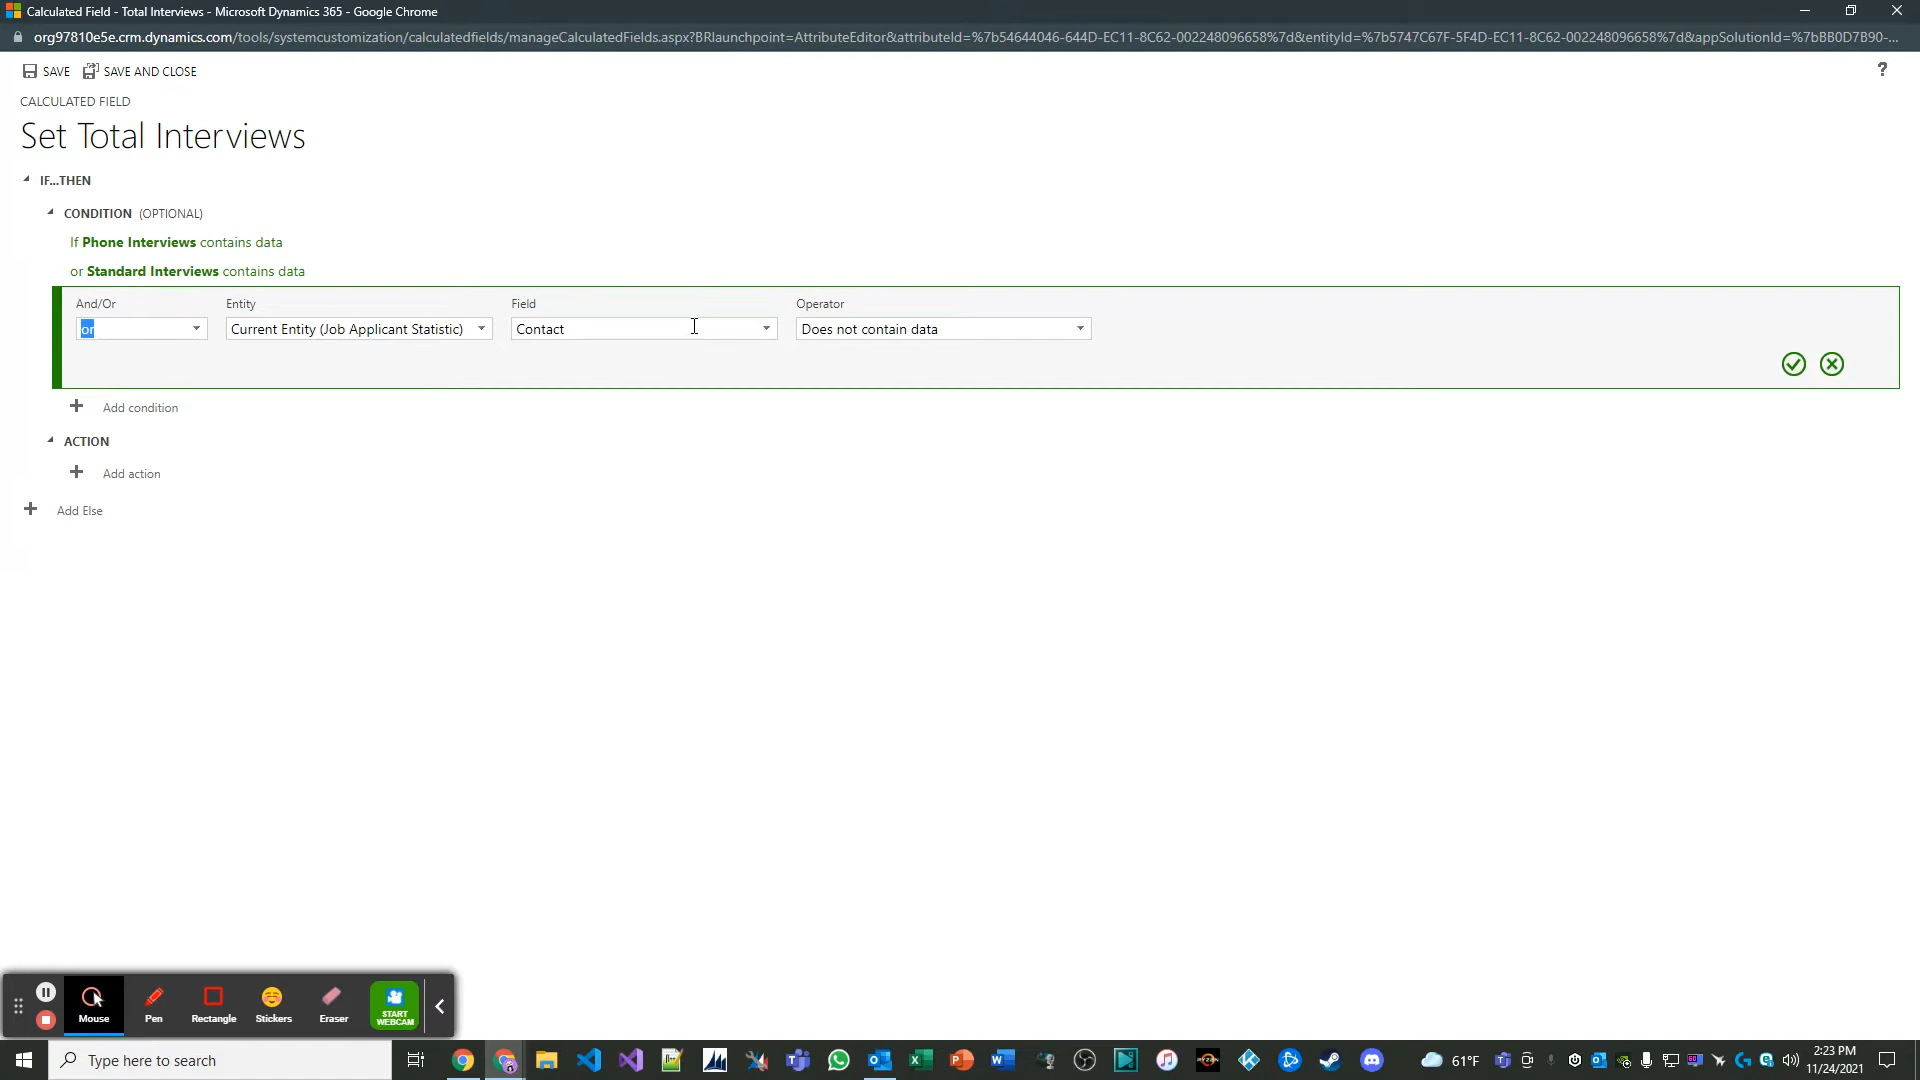 Calculated Field - Total Interviews - Microsoft Dynamics 365 - Google Chrome
org97810e5e.crm.dynamics.com/tools/systemcustomization/calculatedfields/manageCalculatedFields.aspx?BRlaunchpoint=AttributeEditor&attributeId=%7b54644046-644D-EC11-8C62-002248096658%7d&entityId=%7b5747C67F-5F4D-EC11-8C62-002248096658%7d&appSolutionId=%7bBB0D7B90-...
SAVE SAVE AND CLOSE ?
CALCULATED FIELD
Set Total Interviews
IF...THEN
CONDITION (OPTIONAL)
If Phone Interviews contains data
or Standard Interviews contains data
And/Or Entity Field Operator
or Current Entity (Job Applicant Statistic) Contact Does not contain data
Add condition
ACTION
Add action
Add Else
Mouse Pen Rectangle Stickers Eraser START WEBCAM
Type here to search 61°F 2:23 PM
11/24/2021